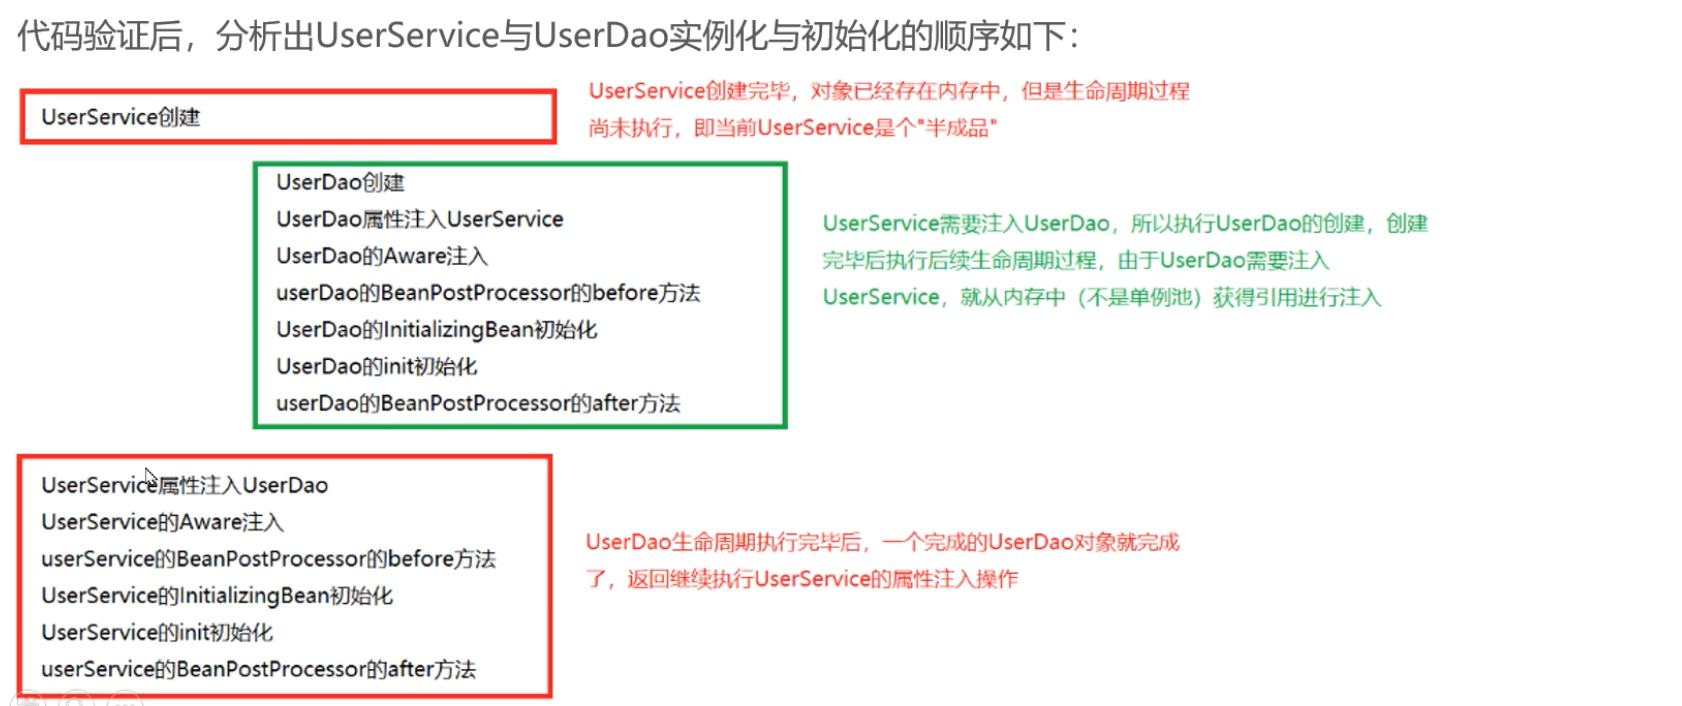 代码验证后，分析出UserService与UserDao实例化与初始化的顺序如下：
UserService创建
UserService创建完毕，对象已经存在内存中，但是生命周期过程
尚未执行，即当前UserService是个"半成品"
UserDao创建
UserDao属性注入UserService
UserDao的Aware注入
userDao的BeanPostProcessor的before方法
UserDao的InitializingBean初始化
UserDao的init初始化
userDao的BeanPostProcessor的after方法
UserService需要注入UserDao，所以执行UserDao的创建，创建
完毕后执行后续生命周期过程，由于UserDao需要注入
UserService，就从内存中（不是单例池）获得引用进行注入
UserService属性注入UserDao
UserService的Aware注入
userService的BeanPostProcessor的before方法
UserService的InitializingBean初始化
UserService的init初始化
userService的BeanPostProcessor的after方法
UserDao生命周期执行完毕后，一个完成的UserDao对象就完成
了，返回继续执行UserService的属性注入操作